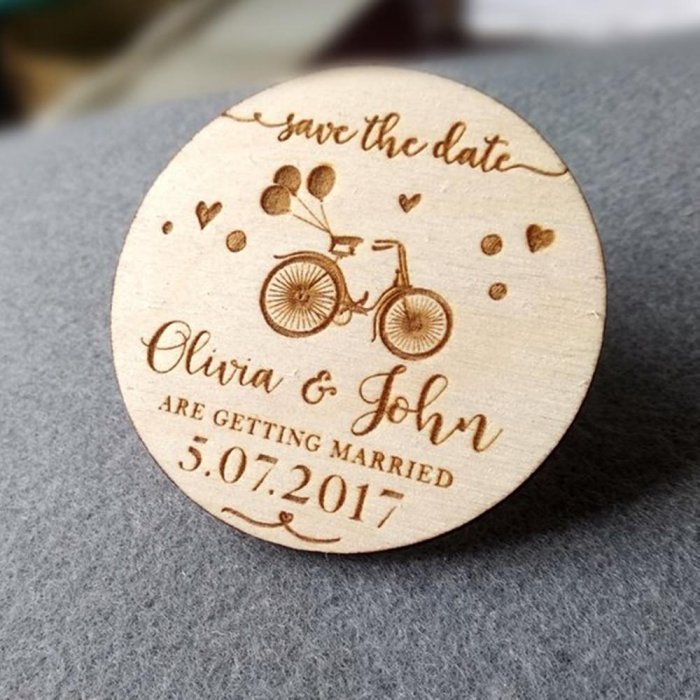 save the date
Olivia & John
ARE GETTING MARRIED
5.07.2017